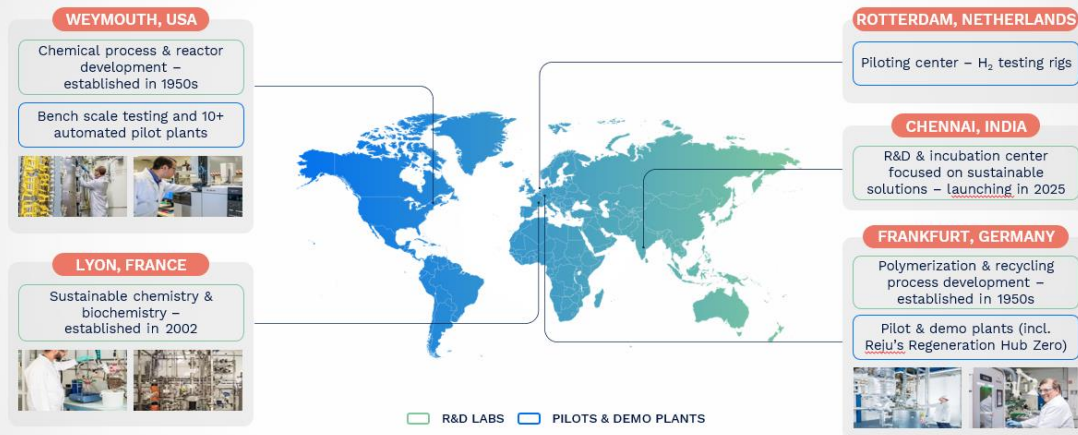 WEYMOUTH, USA
Chemical process & reactor
development –
established in 1950s
Bench scale testing and 10+
automated pilot plants
LYON, FRANCE
Sustainable chemistry &
biochemistry –
established in 2002
ROTTERDAM, NETHERLANDS
Piloting center – H₂ testing rigs
CHENNAI, INDIA
R&D & incubation center
focused on sustainable
solutions – launching in 2025
FRANKFURT, GERMANY
Polymerization & recycling
process development –
established in 1950s
Pilot & demo plants (incl.
Reju's Regeneration Hub Zero)
R&D LABS
PILOTS & DEMO PLANTS